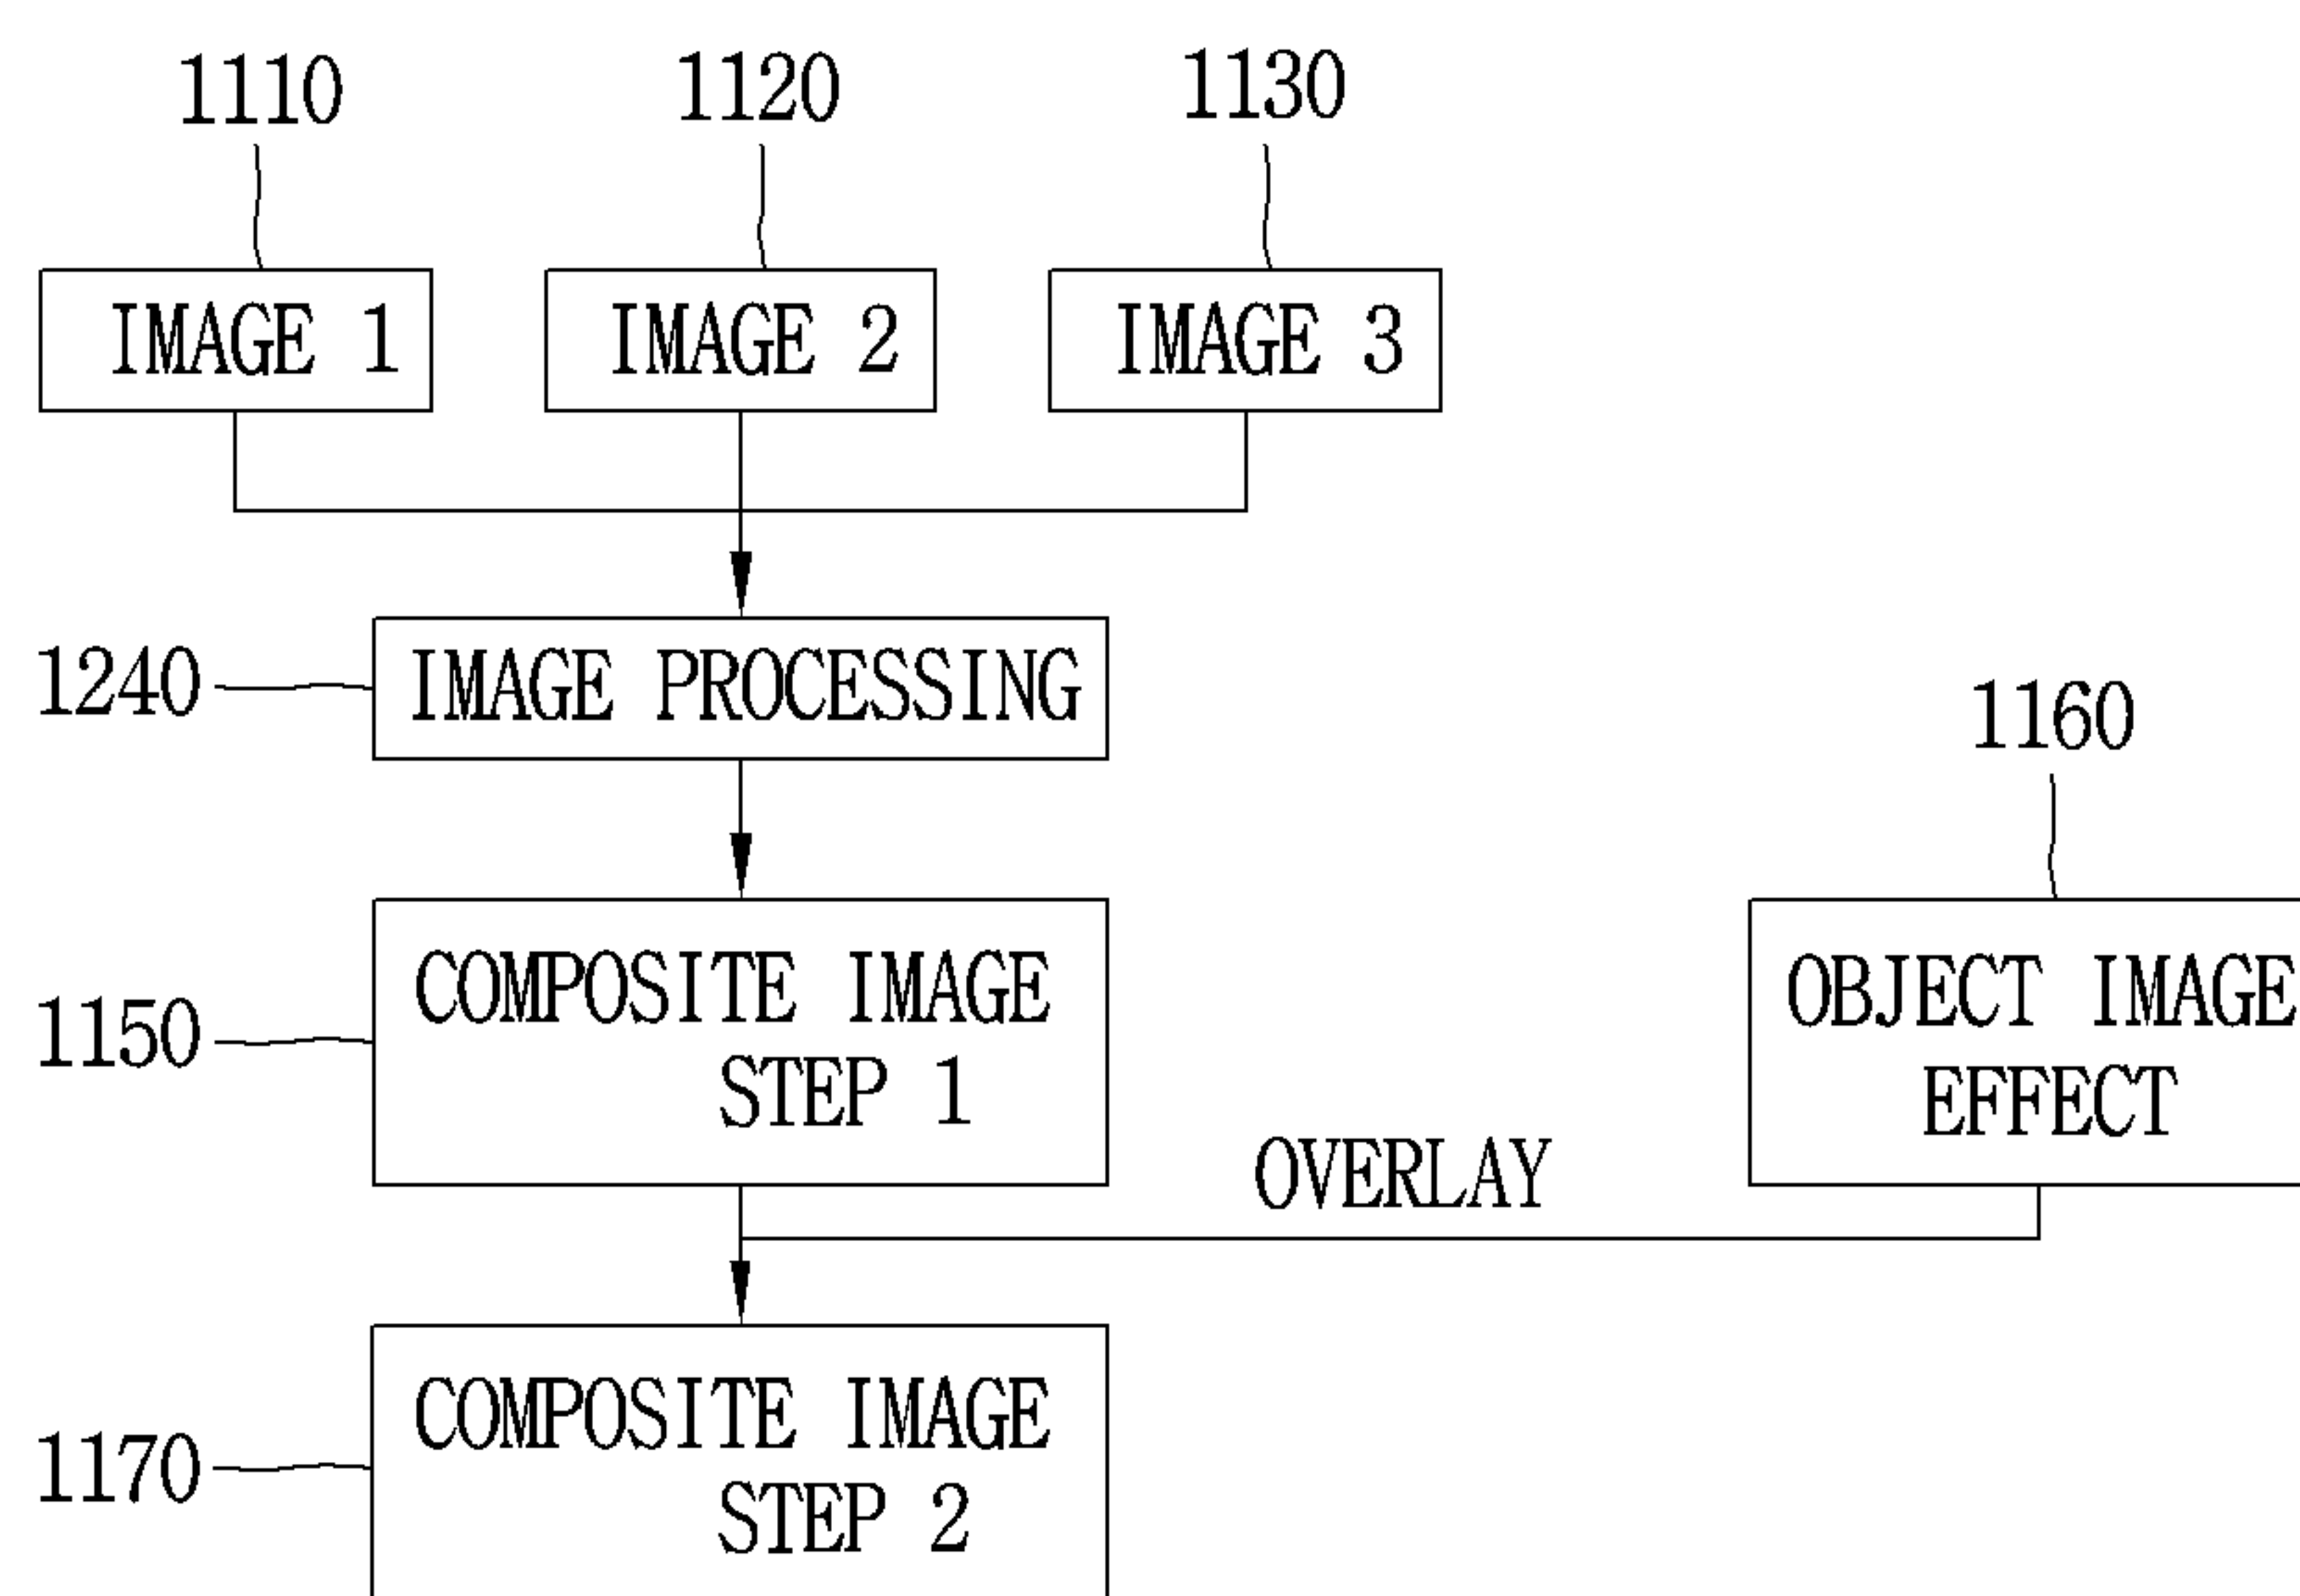 1110 1120 1130
IMAGE 1 IMAGE 2 IMAGE 3
1240 IMAGE PROCESSING
1160
COMPOSITE IMAGE
STEP 1
1150
OBJECT IMAGE
EFFECT
OVERLAY
COMPOSITE IMAGE
STEP 2
1170